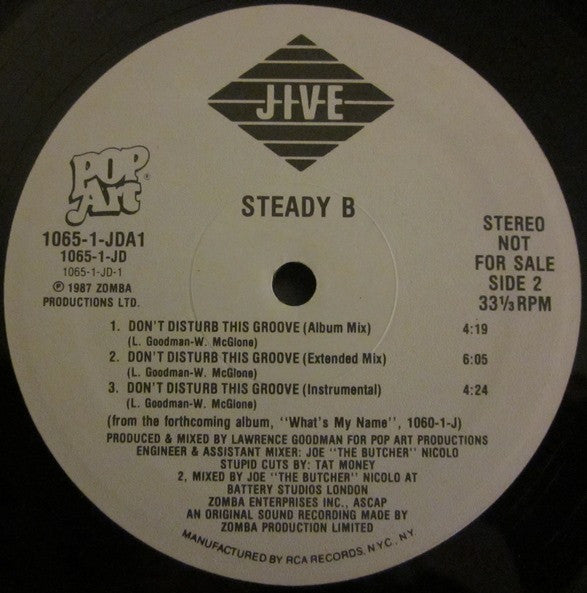 JIVE
POP
Art®
STEADY B
1065-1-JDA1
1065-1-JD
1065-1-JD-1
℗ 1987 ZOMBA
PRODUCTIONS LTD.
STEREO
NOT
FOR SALE
SIDE 2
33⅓ RPM
1. DON'T DISTURB THIS GROOVE (Album Mix) 4:19
(L. Goodman-W. McGlone)
2. DON'T DISTURB THIS GROOVE (Extended Mix) 6:05
(L. Goodman-W. McGlone)
3. DON'T DISTURB THIS GROOVE (Instrumental) 4:24
(L. Goodman-W. McGlone)
(from the forthcoming album, "What's My Name", 1060-1-J)
PRODUCED & MIXED BY LAWRENCE GOODMAN FOR POP ART PRODUCTIONS
ENGINEER & ASSISTANT MIXER: JOE "THE BUTCHER" NICOLO
STUPID CUTS BY: TAT MONEY
2, MIXED BY JOE "THE BUTCHER" NICOLO AT
BATTERY STUDIOS LONDON
ZOMBA ENTERPRISES INC., ASCAP
AN ORIGINAL SOUND RECORDING MADE BY
ZOMBA PRODUCTION LIMITED
MANUFACTURED BY RCA RECORDS, N.Y.C., N.Y.